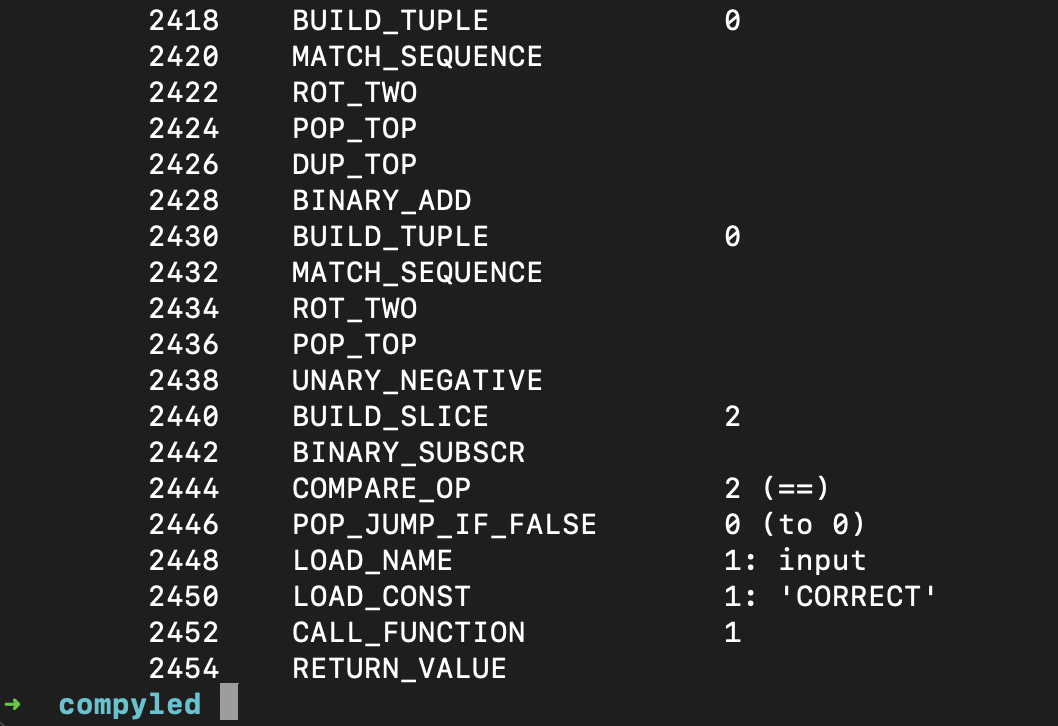 2418 BUILD_TUPLE 0
2420 MATCH_SEQUENCE
2422 ROT_TWO
2424 POP_TOP
2426 DUP_TOP
2428 BINARY_ADD
2430 BUILD_TUPLE 0
2432 MATCH_SEQUENCE
2434 ROT_TWO
2436 POP_TOP
2438 UNARY_NEGATIVE
2440 BUILD_SLICE 2
2442 BINARY_SUBSCR
2444 COMPARE_OP 2 (==)
2446 POP_JUMP_IF_FALSE 0 (to 0)
2448 LOAD_NAME 1: input
2450 LOAD_CONST 1: 'CORRECT'
2452 CALL_FUNCTION 1
2454 RETURN_VALUE
→ compyled